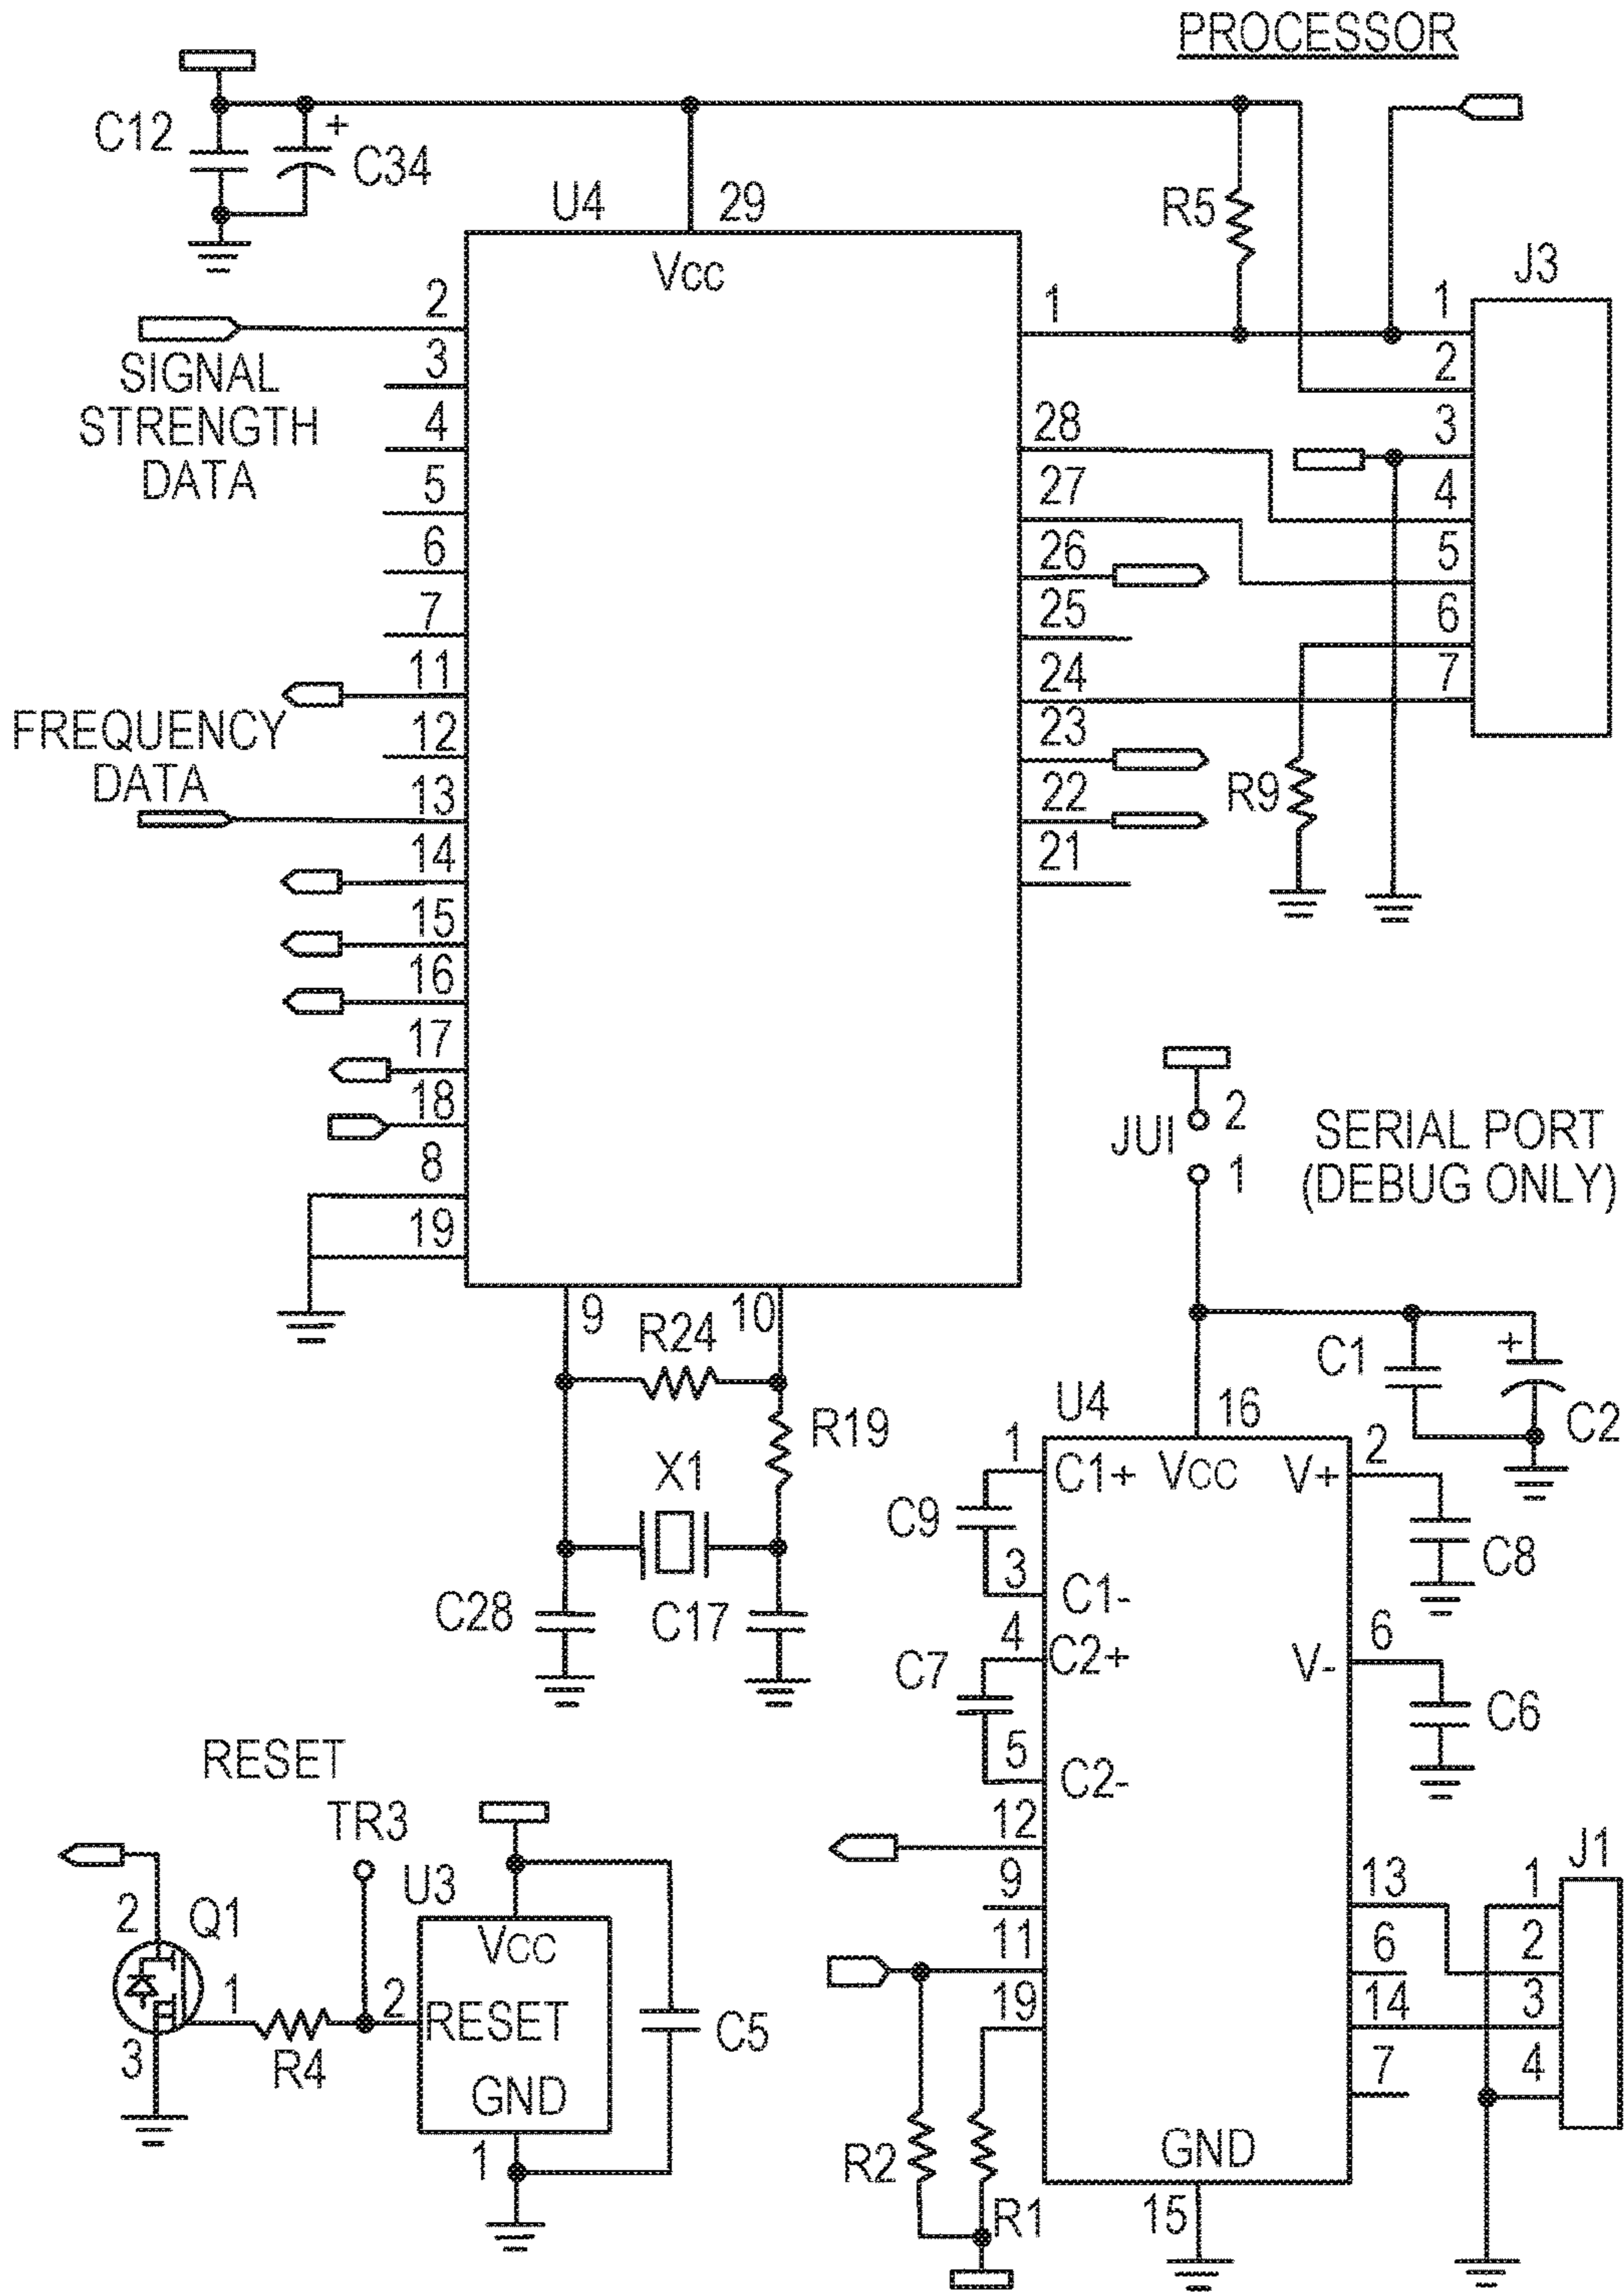 PROCESSOR
C12
+
C34
U4
29
Vcc
R5
J3
2
SIGNAL
STRENGTH
DATA
3
4
5
6
7
11
FREQUENCY
DATA
12
13
14
15
16
17
18
8
19
1
28
27
26
25
24
23
22
21
1
2
3
4
5
6
7
R9
9
10
R24
R19
X1
C28
C17
JUI
2
1
SERIAL PORT
(DEBUG ONLY)
C1
+
C2
U4
16
1
C1+
Vcc
V+
2
C9
C8
3
C1-
4
C2+
V-
6
C7
C6
5
C2-
12
9
11
19
13
6
14
7
J1
1
2
3
4
R2
R1
GND
15
RESET
TR3
U3
2
Q1
1
3
R4
2
Vcc
RESET
GND
1
C5